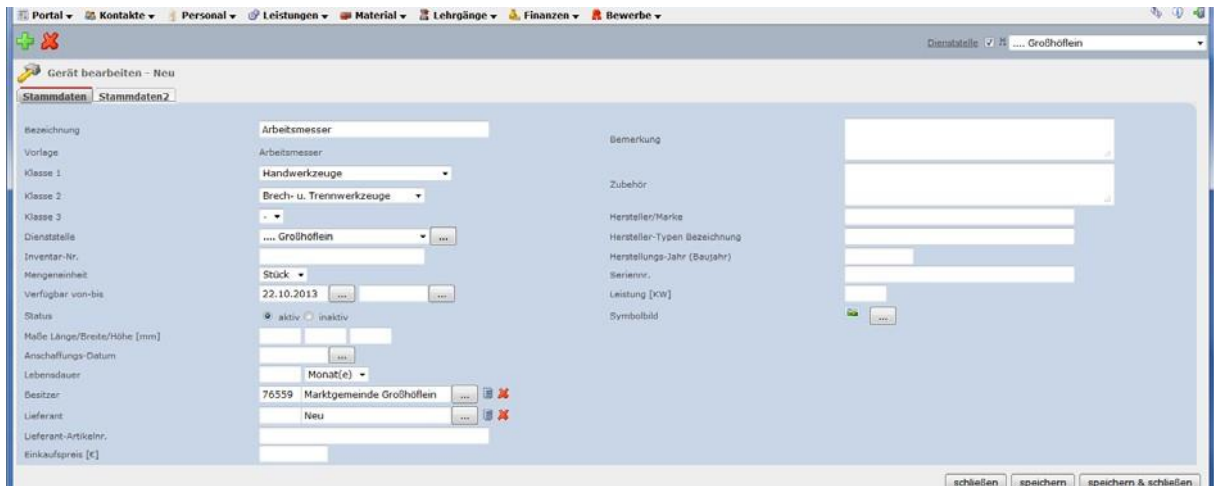 Portal Kontakte Personal Leistungen Material Lehrgänge Finanzen Bewerbe
Dienststelle .... Großhöflein
Gerät bearbeiten - Neu
Stammdaten Stammdaten2
Bezeichnung Arbeitsmesser
Vorlage Arbeitsmesser
Klasse 1 Handwerkzeuge
Klasse 2 Brech- u. Trennwerkzeuge
Klasse 3 -
Dienststelle .... Großhöflein ...
Inventar-Nr.
Mengeneinheit Stück
Verfügbar von-bis 22.10.2013 ... ...
Status aktiv inaktiv
Maße Länge/Breite/Höhe [mm]
Anschaffungs-Datum ...
Lebensdauer Monat(e)
Besitzer 76559 Marktgemeinde Großhöflein ...
Lieferant Neu ...
Lieferant-Artikelnr.
Einkaufspreis [€]
Bemerkung
Zubehör
Hersteller/Marke
Hersteller-Typen Bezeichnung
Herstellungs-Jahr (Baujahr)
Seriennr.
Leistung [KW]
Symbolbild ...
schließen speichern speichern & schließen